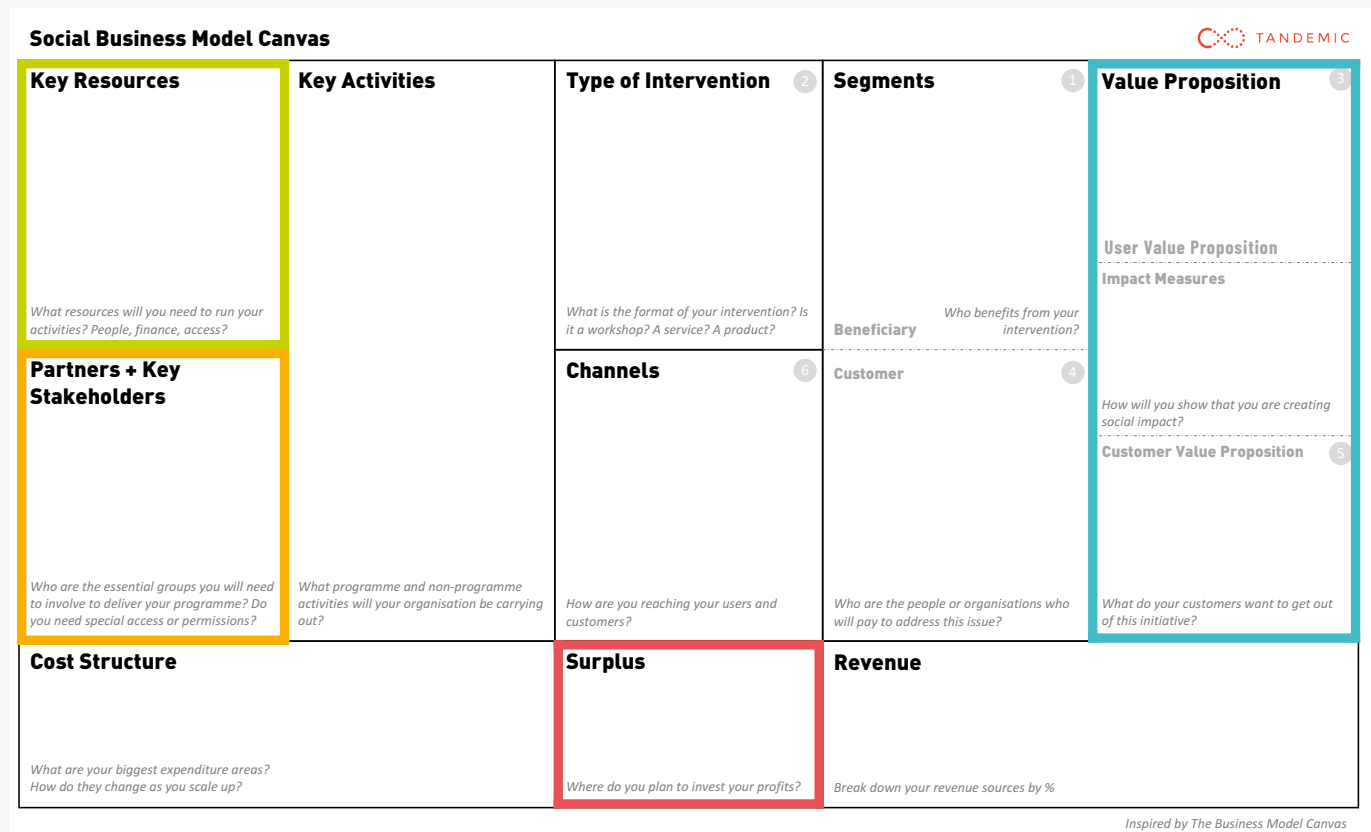 Social Business Model Canvas
TANDEMIC
Key Resources
What resources will you need to run your
activities? People, finance, access?
Partners + Key
Stakeholders
Who are the essential groups you will need
to involve to deliver your programme? Do
you need special access or permissions?
Key Activities
What programme and non-programme
activities will your organisation be carrying
out?
Type of Intervention
2
What is the format of your intervention? Is
it a workshop? A service? A product?
Channels
6
How are you reaching your users and
customers?
Segments
1
Who benefits from your
intervention?
Beneficiary
Customer
4
Who are the people or organisations who
will pay to address this issue?
Value Proposition
3
User Value Proposition
Impact Measures
How will you show that you are creating
social impact?
Customer Value Proposition
5
What do your customers want to get out
of this initiative?
Cost Structure
What are your biggest expenditure areas?
How do they change as you scale up?
Surplus
Where do you plan to invest your profits?
Revenue
Break down your revenue sources by %
Inspired by The Business Model Canvas